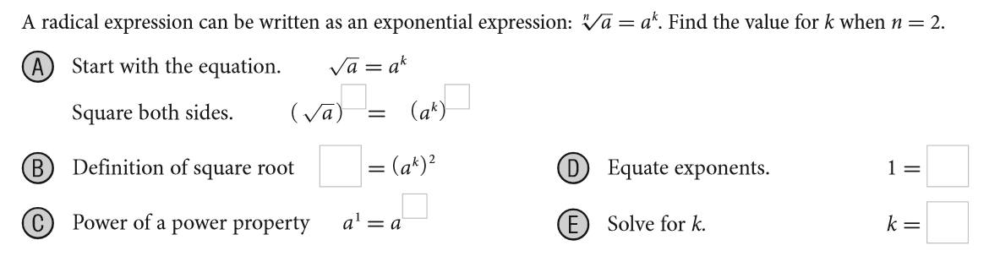 A radical expression can be written as an exponential expression: ⁿ√a = aᵏ. Find the value for k when n = 2.
A Start with the equation. √a = aᵏ
Square both sides. (√a)□ = (aᵏ)□
B Definition of square root □ = (aᵏ)²
C Power of a power property a¹ = a□
D Equate exponents. 1 = □
E Solve for k. k = □